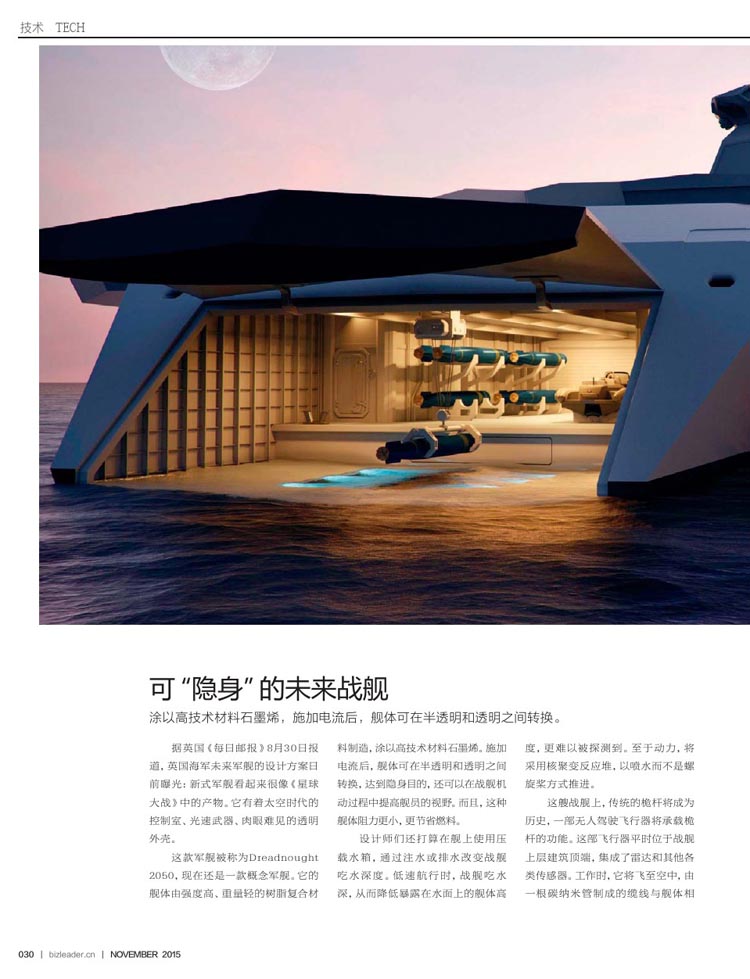 技术 TECH
可“隐身”的未来战舰
涂以高技术材料石墨烯，施加电流后，舰体可在半透明和透明之间转换。
据英国《每日邮报》8月30日报
道，英国海军未来军舰的设计方案日
前曝光：新式军舰看起来很像《星球
大战》中的产物。它有着太空时代的
控制室、光速武器、肉眼难见的透明
外壳。
这款军舰被称为Dreadnought
2050，现在还是一款概念军舰。它的
舰体由强度高、重量轻的树脂复合材
料制造，涂以高技术材料石墨烯。施加
电流后，舰体可在半透明和透明之间
转换，达到隐身目的，还可以在战舰机
动过程中提高舰员的视野。而且，这种
舰体阻力更小，更节省燃料。
设计师们还打算在舰上使用压
载水箱，通过注水或排水改变战舰
吃水深度。低速航行时，战舰吃水
深，从而降低暴露在水面上的舰体高
度，更难以被探测到。至于动力，将
采用核聚变反应堆，以喷水而不是螺
旋桨方式推进。
这艘战舰上，传统的桅杆将成为
历史，一部无人驾驶飞行器将承载桅
杆的功能。这部飞行器平时位于战舰
上层建筑顶端，集成了雷达和其他各
类传感器。工作时，它将飞至空中，由
一根碳纳米管制成的缆线与舰体相
030 | bizleader.cn | NOVEMBER 2015